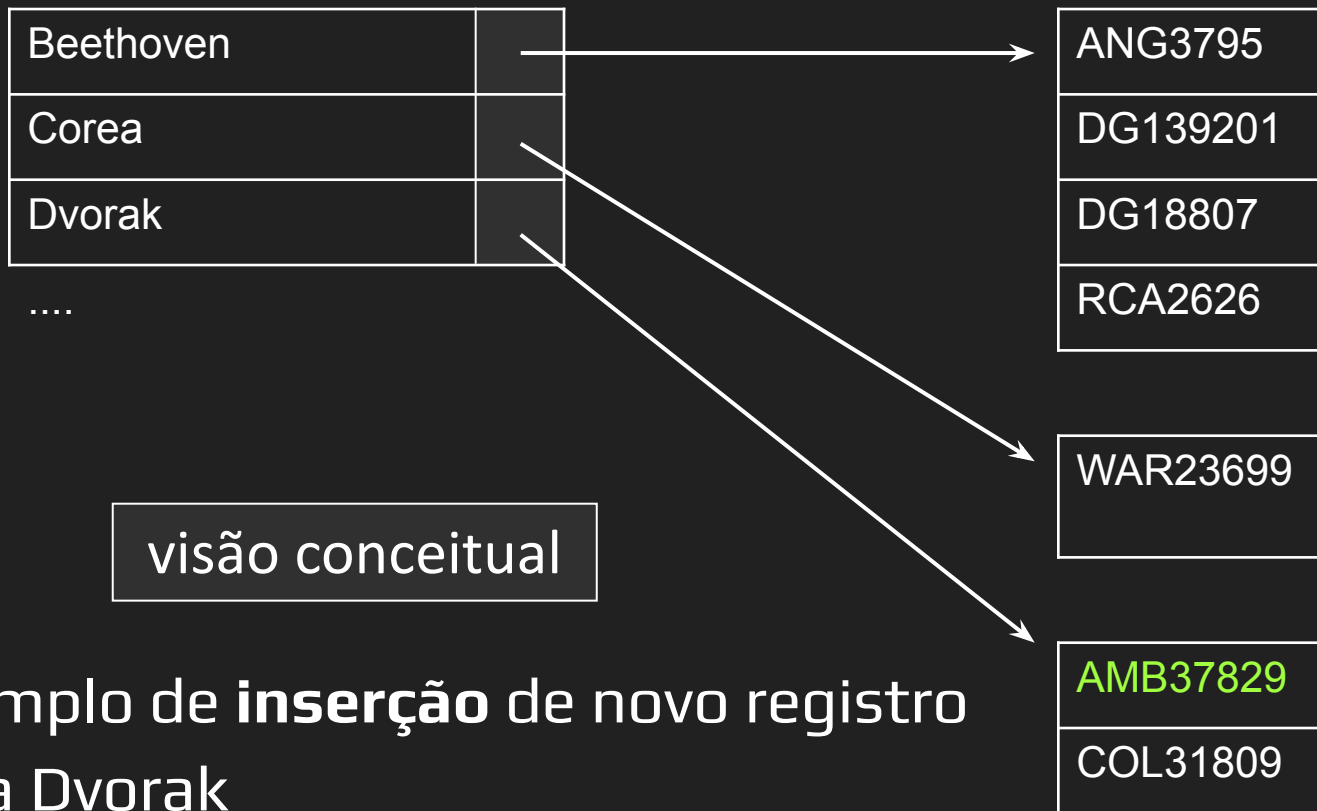 Beethoven
Corea
Dvorak
....
ANG3795
DG139201
DG18807
RCA2626
WAR23699
AMB37829
COL31809
visão conceitual
mplo de inserção de novo registro
a Dvorak